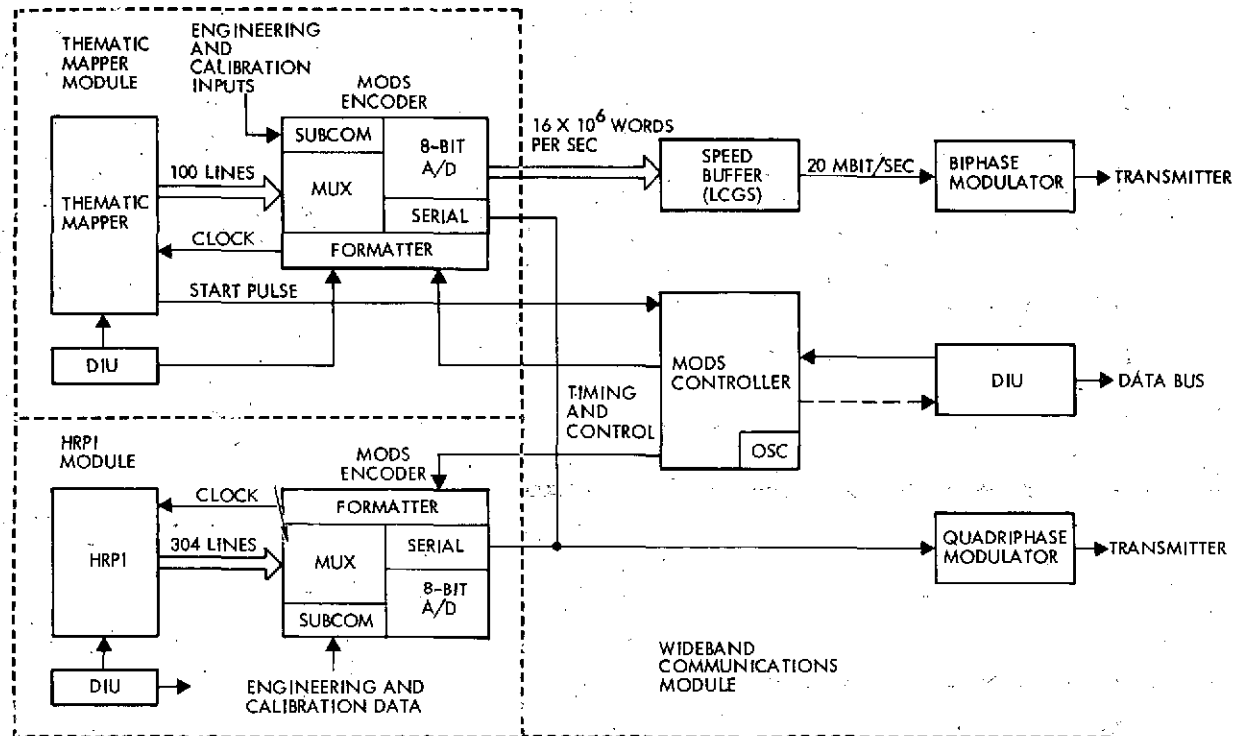 THEMATIC
MAPPER
MODULE
ENGINEERING
AND
CALIBRATION
INPUTS
MODS
ENCODER
SUBCOM
8-BIT
A/D
MUX
SERIAL
FORMATTER
100 LINES
THEMATIC
MAPPER
CLOCK
START PULSE
DIU
16 X 10⁶ WORDS
PER SEC
SPEED
BUFFER
(LCGS)
20 MBIT/SEC
BIPHASE
MODULATOR
TRANSMITTER
MODS
CONTROLLER
OSC
DIU
DATA BUS
TIMING
AND
CONTROL
HRPI
MODULE
MODS
ENCODER
CLOCK
FORMATTER
HRPI
304 LINES
MUX
SERIAL
8-BIT
A/D
SUBCOM
DIU
ENGINEERING AND
CALIBRATION DATA
QUADRIPHASE
MODULATOR
TRANSMITTER
WIDEBAND
COMMUNICATIONS
MODULE